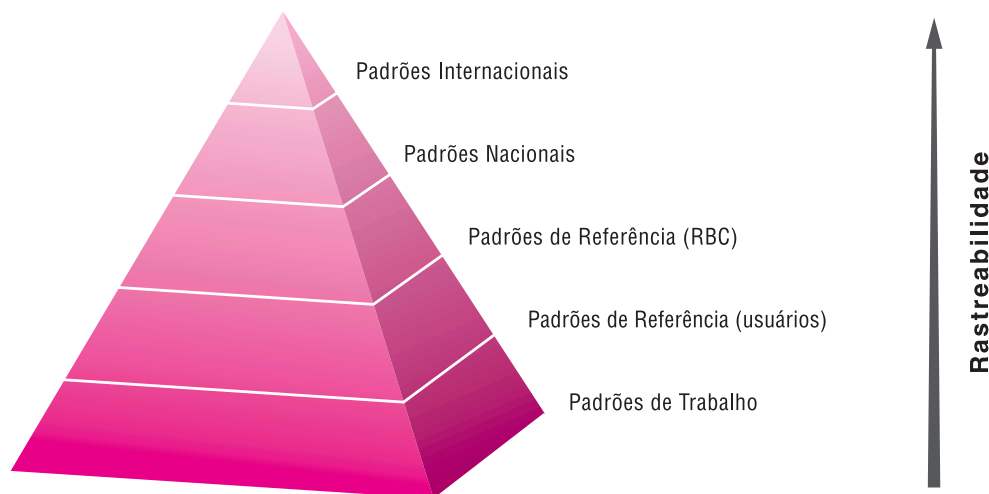 Padrões Internacionais
Padrões Nacionais
Padrões de Referência (RBC)
Padrões de Referência (usuários)
Padrões de Trabalho
Rastreabilidade